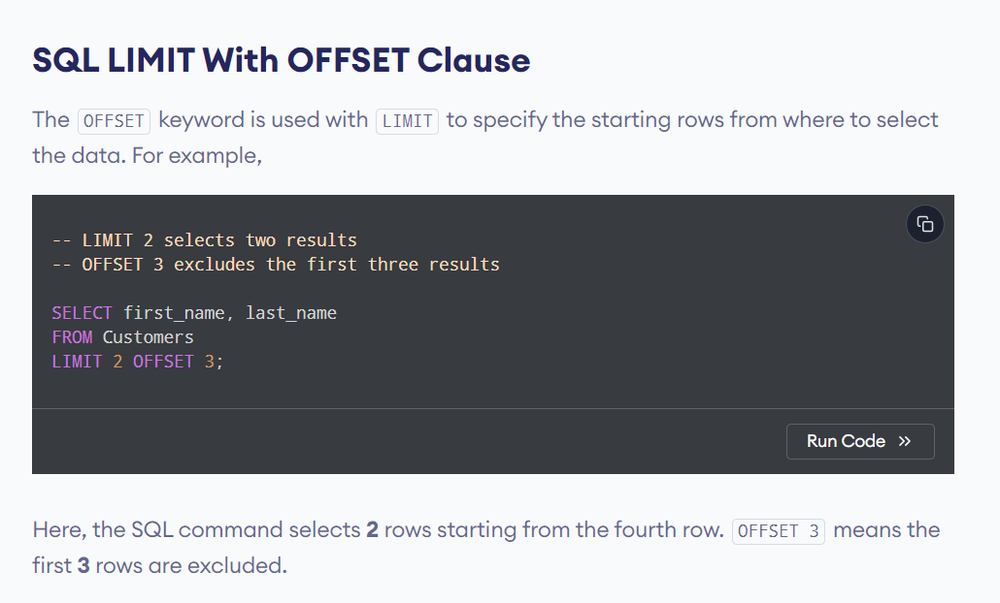 SQL LIMIT With OFFSET Clause
The OFFSET keyword is used with LIMIT to specify the starting rows from where to select
the data. For example,
-- LIMIT 2 selects two results
-- OFFSET 3 excludes the first three results
SELECT first_name, last_name
FROM Customers
LIMIT 2 OFFSET 3;
Run Code »
Here, the SQL command selects 2 rows starting from the fourth row. OFFSET 3 means the
first 3 rows are excluded.